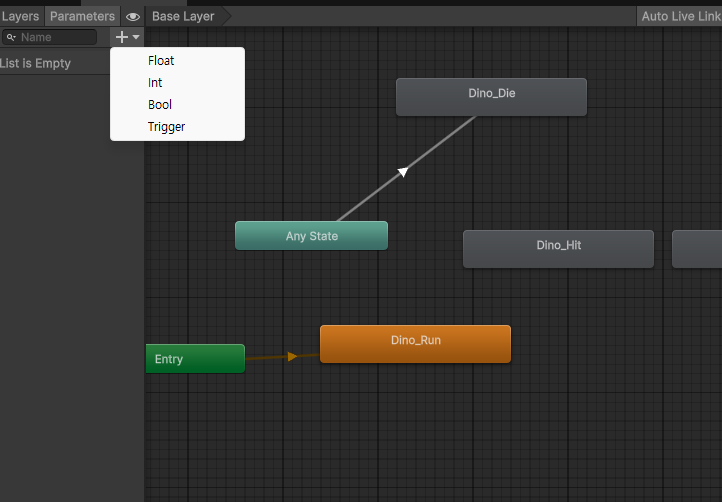 Layers Parameters Base Layer Auto Live Link
Name
List is Empty
Float
Int
Bool
Trigger
Dino_Die
Any State
Dino_Hit
Dino_Run
Entry